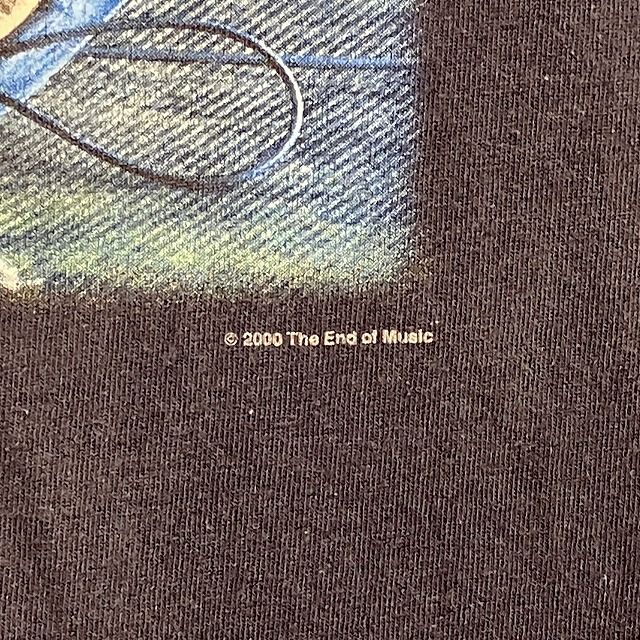 © 2000 The End of Music